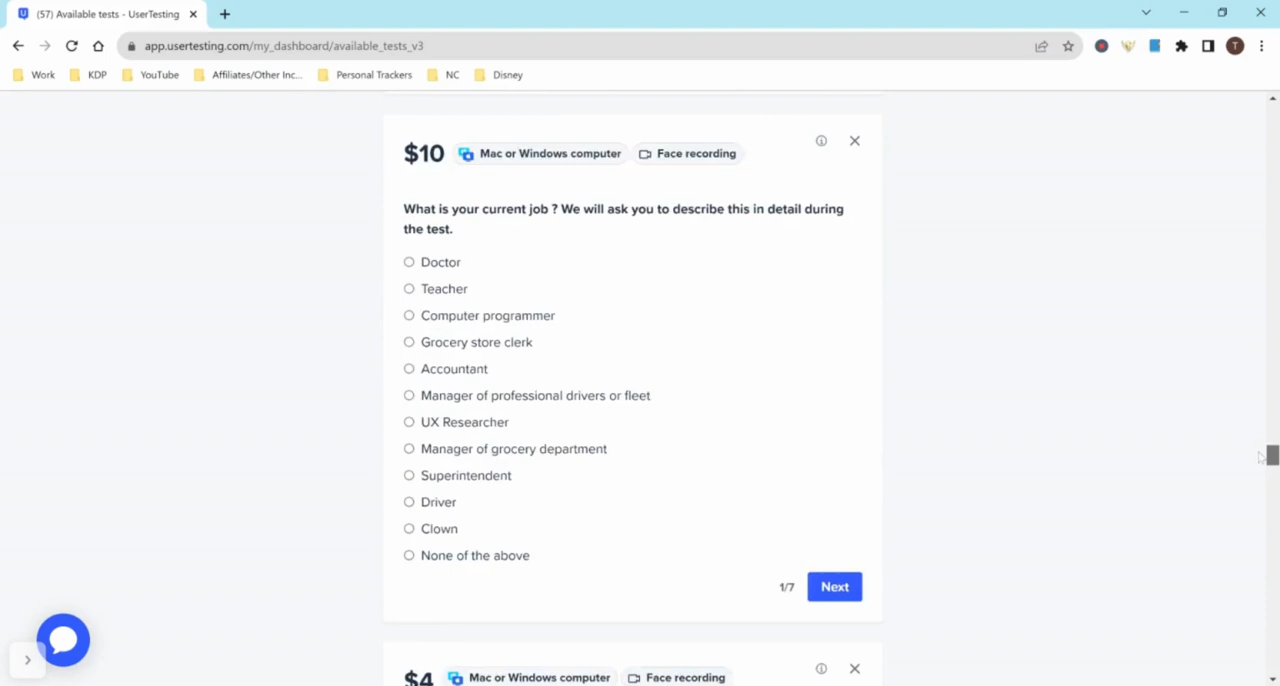 (57) Available tests - UserTesting
app.usertesting.com/my_dashboard/available_tests_v3
T
Work KDP YouTube Affiliates/Other Inc... Personal Trackers NC Disney
$10 Mac or Windows computer Face recording
What is your current job ? We will ask you to describe this in detail during
the test.
Doctor
Teacher
Computer programmer
Grocery store clerk
Accountant
Manager of professional drivers or fleet
UX Researcher
Manager of grocery department
Superintendent
Driver
Clown
None of the above
1/7 Next
$4 Mac or Windows computer Face recording